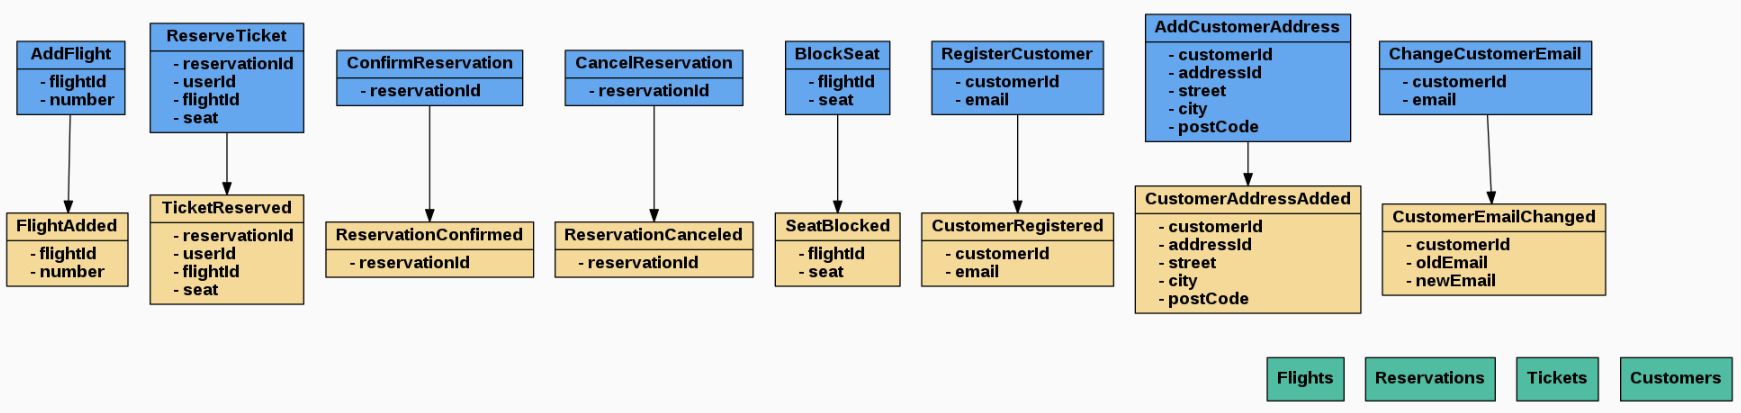 AddFlight
- flightId
- number
ReserveTicket
- reservationId
- userId
- flightId
- seat
ConfirmReservation
- reservationId
CancelReservation
- reservationId
BlockSeat
- flightId
- seat
RegisterCustomer
- customerId
- email
AddCustomerAddress
- customerId
- addressId
- street
- city
- postCode
ChangeCustomerEmail
- customerId
- email
FlightAdded
- flightId
- number
TicketReserved
- reservationId
- userId
- flightId
- seat
ReservationConfirmed
- reservationId
ReservationCanceled
- reservationId
SeatBlocked
- flightId
- seat
CustomerRegistered
- customerId
- email
CustomerAddressAdded
- customerId
- addressId
- street
- city
- postCode
CustomerEmailChanged
- customerId
- oldEmail
- newEmail
Flights
Reservations
Tickets
Customers